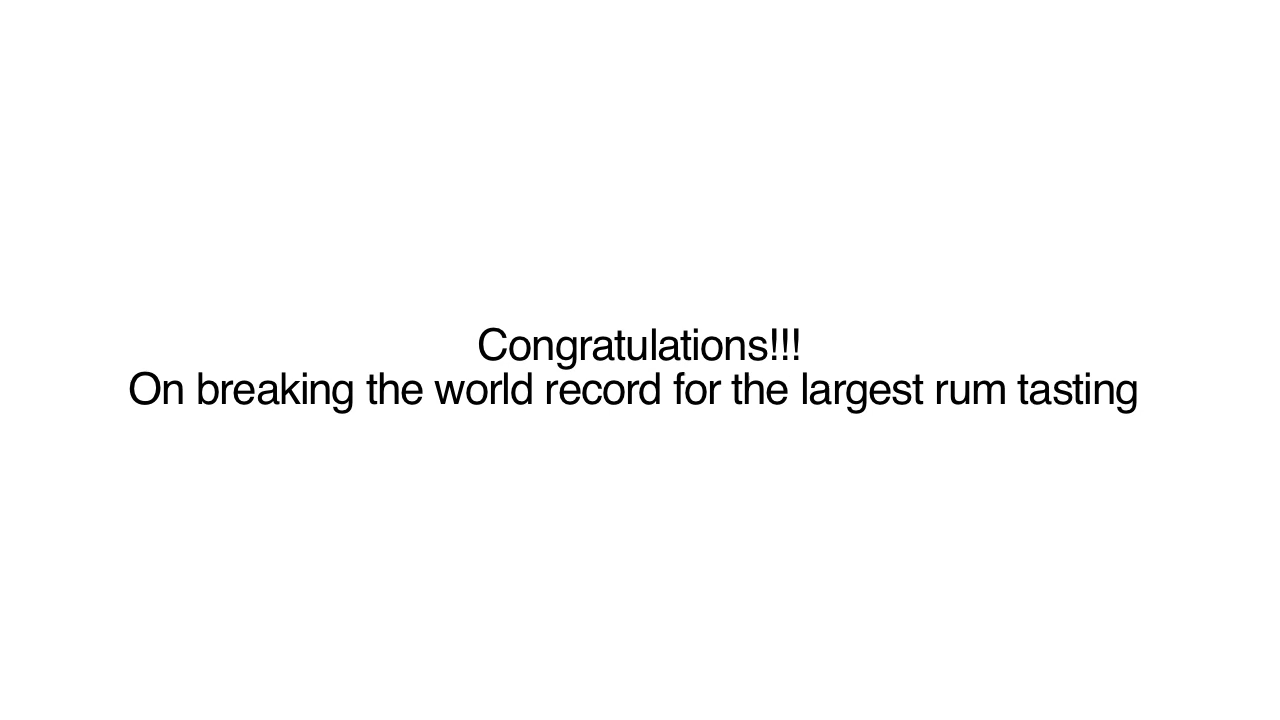 Congratulations!!!
On breaking the world record for the largest rum tasting